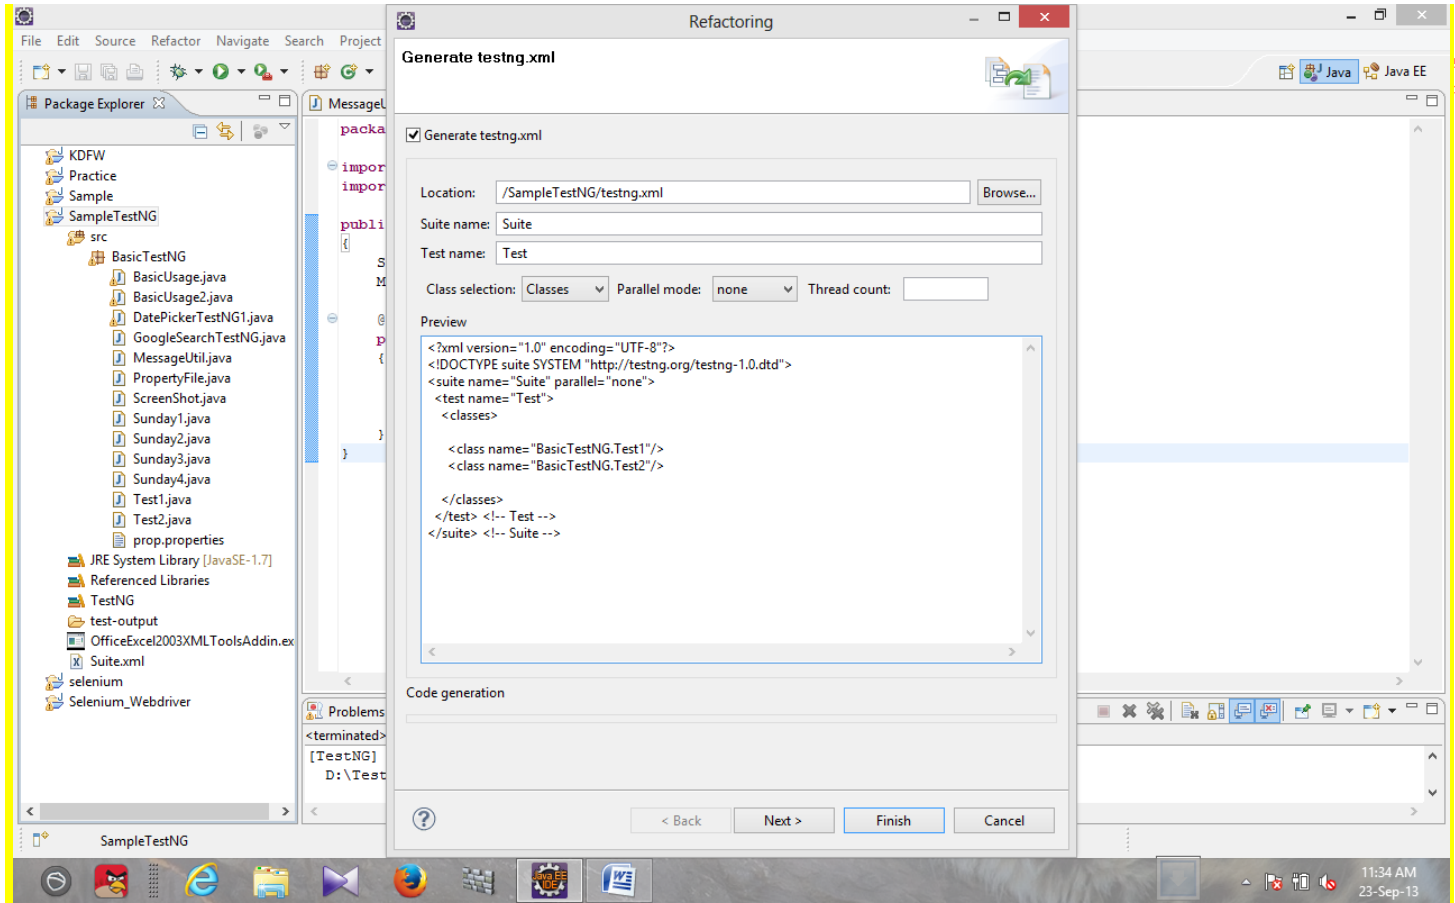 Refactoring
File Edit Source Refactor Navigate Search Project
Java Java EE
Package Explorer
KDFW
Practice
Sample
SampleTestNG
src
BasicTestNG
BasicUsage.java
BasicUsage2.java
DatePickerTestNG1.java
GoogleSearchTestNG.java
MessageUtil.java
PropertyFile.java
ScreenShot.java
Sunday1.java
Sunday2.java
Sunday3.java
Sunday4.java
Test1.java
Test2.java
prop.properties
JRE System Library [JavaSE-1.7]
Referenced Libraries
TestNG
test-output
OfficeExcel2003XMLToolsAddin.ex
Suite.xml
selenium
Selenium_Webdriver
MessageU
packa
impor
impor
publi
{
S
M
@
p
{
}
}
Generate testng.xml
Generate testng.xml
Location: /SampleTestNG/testng.xml Browse...
Suite name: Suite
Test name: Test
Class selection: Classes Parallel mode: none Thread count:
Preview
<?xml version="1.0" encoding="UTF-8"?>
<!DOCTYPE suite SYSTEM "http://testng.org/testng-1.0.dtd">
<suite name="Suite" parallel="none">
<test name="Test">
<classes>
<class name="BasicTestNG.Test1"/>
<class name="BasicTestNG.Test2"/>
</classes>
</test> <!-- Test -->
</suite> <!-- Suite -->
Code generation
< Back Next > Finish Cancel
Problems
<terminated>
[TestNG]
D:\Test
SampleTestNG
Java EE
IDE
11:34 AM
23-Sep-13